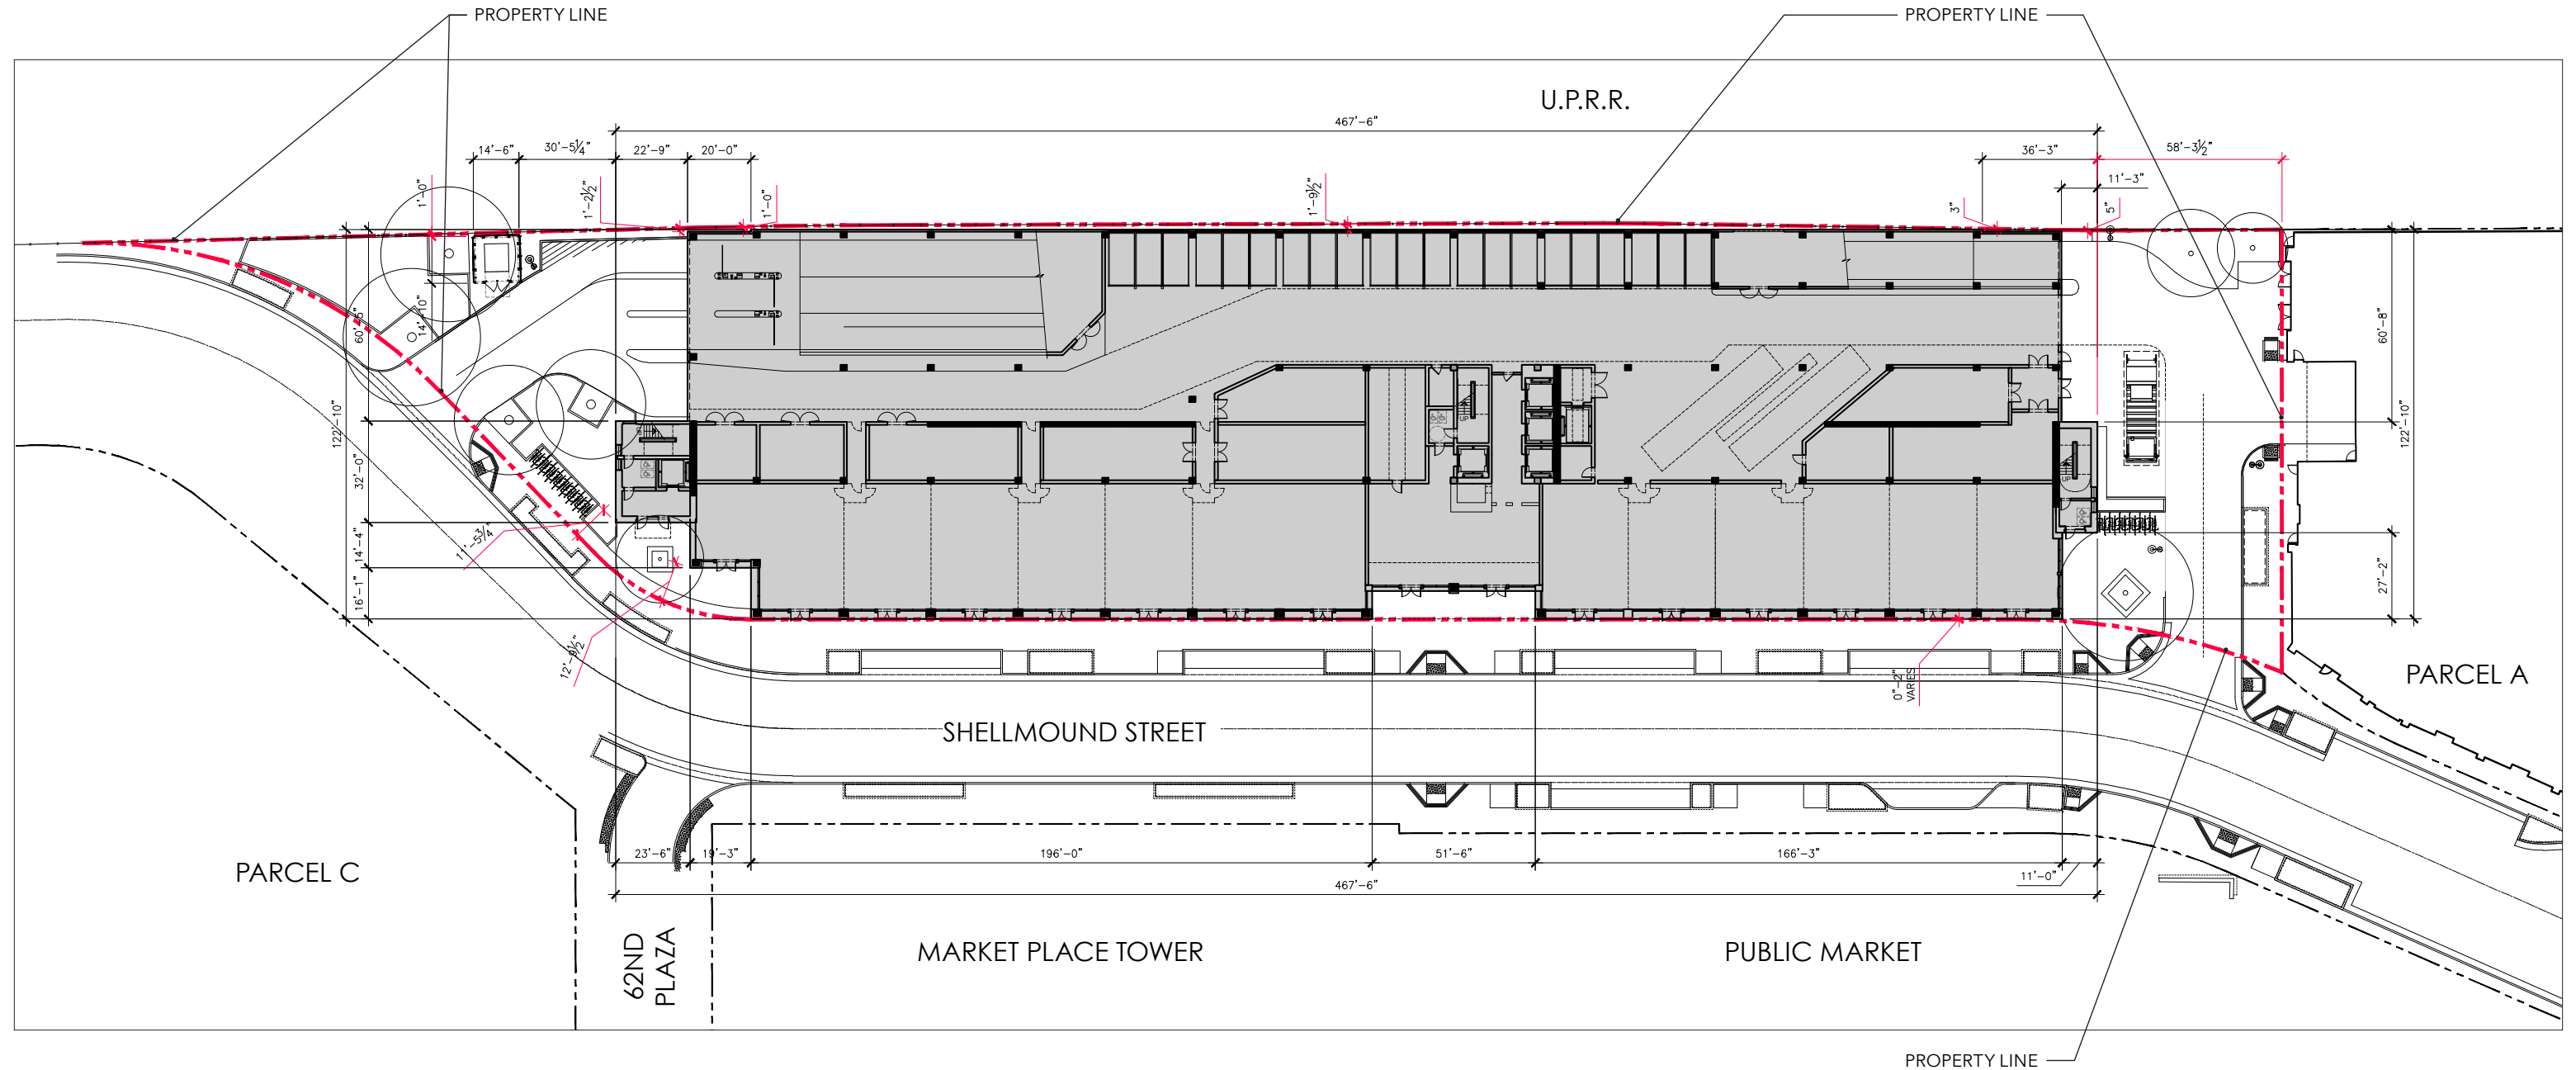 PROPERTY LINE
PROPERTY LINE
U.P.R.R.
467'-6"
14'-6"
30'-5¼"
22'-9"
20'-0"
36'-3"
58'-3½"
11'-3"
1'-0"
1'-2½"
1'-0"
1'-9½"
3"
5"
14'-10"
60'-5"
122'-10"
32'-0"
14'-4"
16'-1"
11'-5¾"
12'-9½"
UP
UP
60'-8"
122'-10"
27'-2"
0"-2"
VARIES
PARCEL A
SHELLMOUND STREET
23'-6"
19'-3"
196'-0"
51'-6"
166'-3"
11'-0"
467'-6"
PARCEL C
62ND
PLAZA
MARKET PLACE TOWER
PUBLIC MARKET
PROPERTY LINE